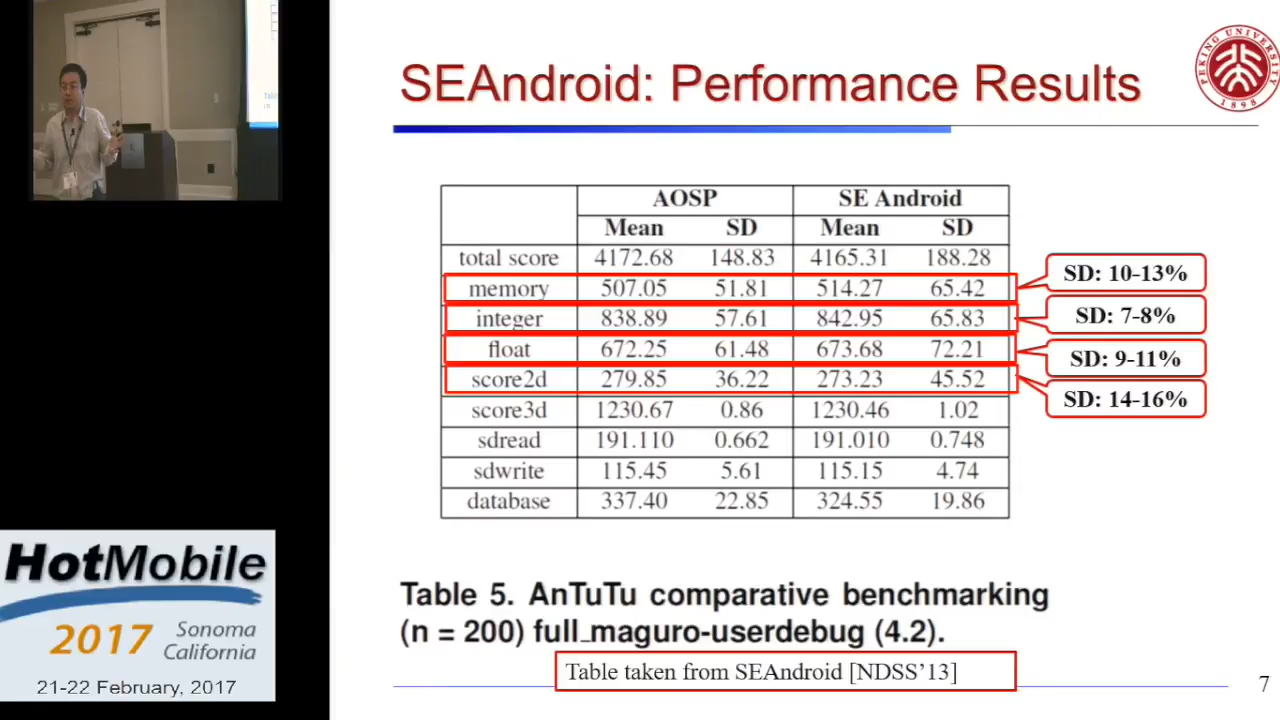 SEAndroid: Performance Results
PEKING UNIVERSITY
1898
AOSP SE Android
Mean SD Mean SD
total score 4172.68 148.83 4165.31 188.28
memory 507.05 51.81 514.27 65.42
SD: 10-13%
integer 838.89 57.61 842.95 65.83
SD: 7-8%
float 672.25 61.48 673.68 72.21
SD: 9-11%
score2d 279.85 36.22 273.23 45.52
SD: 14-16%
score3d 1230.67 0.86 1230.46 1.02
sdread 191.110 0.662 191.010 0.748
sdwrite 115.45 5.61 115.15 4.74
database 337.40 22.85 324.55 19.86
Table 5. AnTuTu comparative benchmarking
(n = 200) full_maguro-userdebug (4.2).
Table taken from SEAndroid [NDSS'13]
7
HotMobile
2017 Sonoma
California
21-22 February, 2017